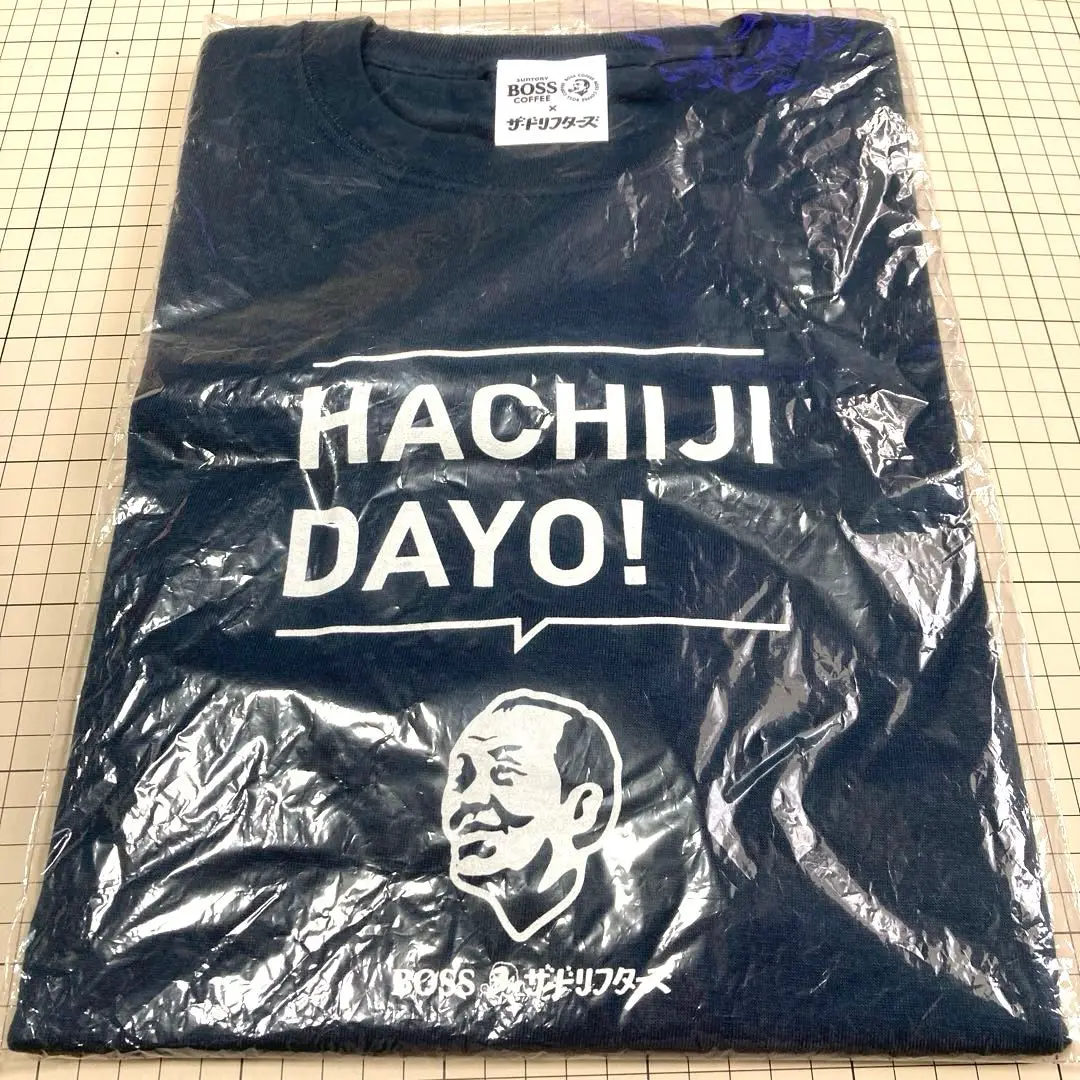 SUNTORY
BOSS
COFFEE
×
ザ・ドリフターズ
HACHIJI
DAYO!
BOSS ザ・ドリフターズ